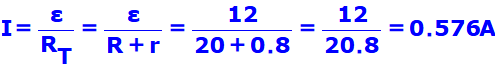 I = ε/R_T = ε/(R + r) = 12/(20 + 0.8) = 12/20.8 = 0.576A